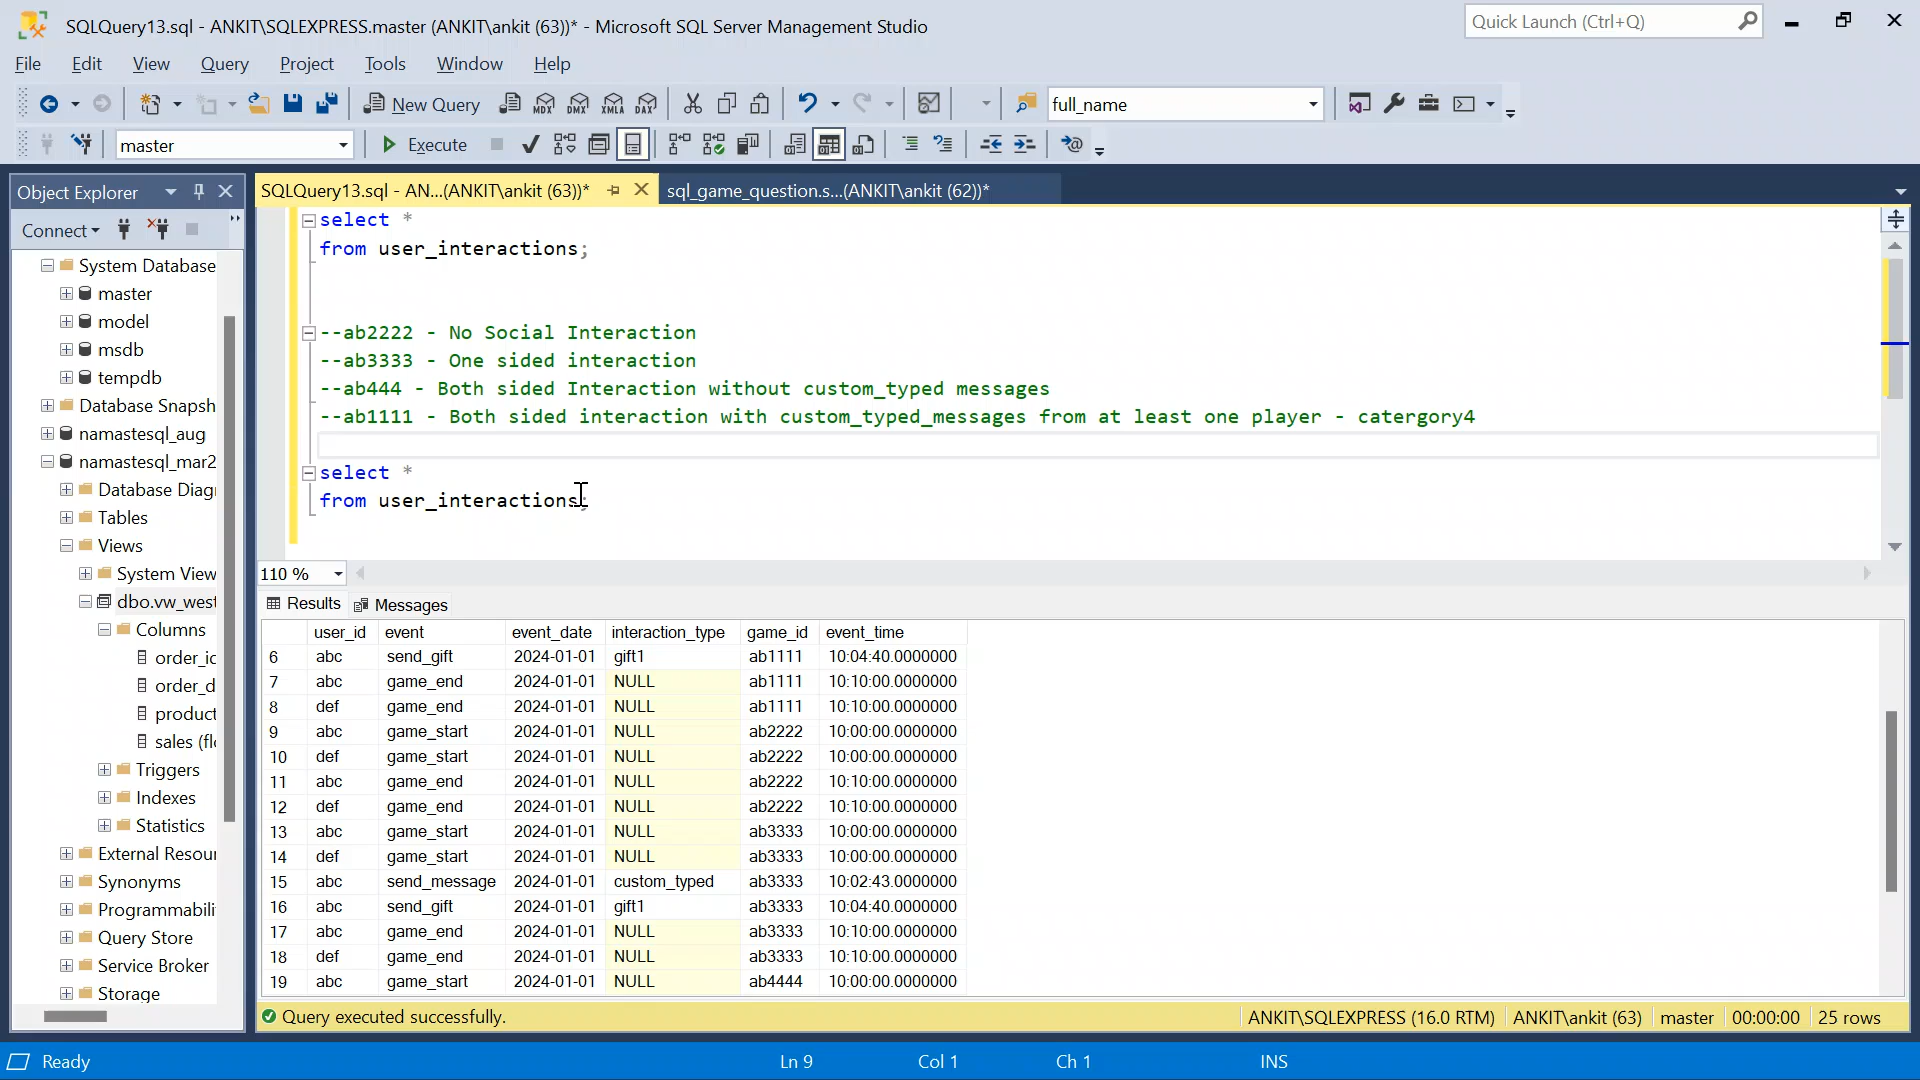 SQLQuery13.sql - ANKIT\SQLEXPRESS.master (ANKIT\ankit (63))* - Microsoft SQL Server Management Studio
Quick Launch (Ctrl+Q)
File Edit View Query Project Tools Window Help
New Query MDX DMX XMLA DAX full_name
master Execute
Object Explorer
SQLQuery13.sql - AN...(ANKIT\ankit (63))* sql_game_question.s...(ANKIT\ankit (62))*
Connect
System Database
master
model
msdb
tempdb
Database Snapsh
namastesql_aug
namastesql_mar2
Database Diagr
Tables
Views
System View
dbo.vw_west
Columns
order_id
order_d
product
sales (flo
Triggers
Indexes
Statistics
External Resour
Synonyms
Programmabili
Query Store
Service Broker
Storage
select *
from user_interactions;
--ab2222 - No Social Interaction
--ab3333 - One sided interaction
--ab444 - Both sided Interaction without custom_typed messages
--ab1111 - Both sided interaction with custom_typed_messages from at least one player - catergory4
select *
from user_interactions;
110 %
Results Messages
user_id event event_date interaction_type game_id event_time
6 abc send_gift 2024-01-01 gift1 ab1111 10:04:40.0000000
7 abc game_end 2024-01-01 NULL ab1111 10:10:00.0000000
8 def game_end 2024-01-01 NULL ab1111 10:10:00.0000000
9 abc game_start 2024-01-01 NULL ab2222 10:00:00.0000000
10 def game_start 2024-01-01 NULL ab2222 10:00:00.0000000
11 abc game_end 2024-01-01 NULL ab2222 10:10:00.0000000
12 def game_end 2024-01-01 NULL ab2222 10:10:00.0000000
13 abc game_start 2024-01-01 NULL ab3333 10:00:00.0000000
14 def game_start 2024-01-01 NULL ab3333 10:00:00.0000000
15 abc send_message 2024-01-01 custom_typed ab3333 10:02:43.0000000
16 abc send_gift 2024-01-01 gift1 ab3333 10:04:40.0000000
17 abc game_end 2024-01-01 NULL ab3333 10:10:00.0000000
18 def game_end 2024-01-01 NULL ab3333 10:10:00.0000000
19 abc game_start 2024-01-01 NULL ab4444 10:00:00.0000000
Query executed successfully. ANKIT\SQLEXPRESS (16.0 RTM) ANKIT\ankit (63) master 00:00:00 25 rows
Ready Ln 9 Col 1 Ch 1 INS